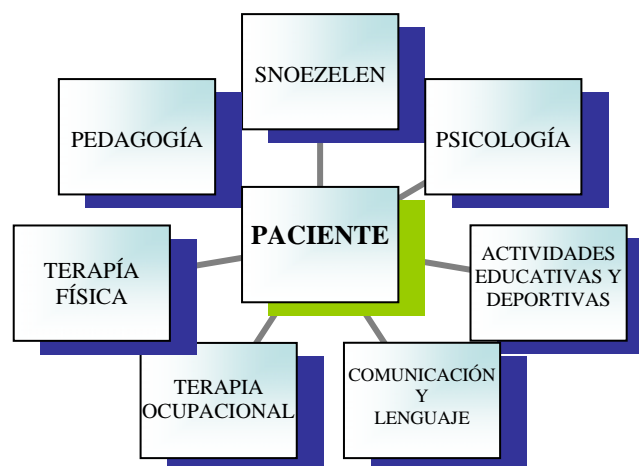 SNOEZELEN
PEDAGOGÍA
PSICOLOGÍA
PACIENTE
TERAPÍA
FÍSICA
ACTIVIDADES
EDUCATIVAS Y
DEPORTIVAS
TERAPIA
OCUPACIONAL
COMUNICACIÓN
Y
LENGUAJE